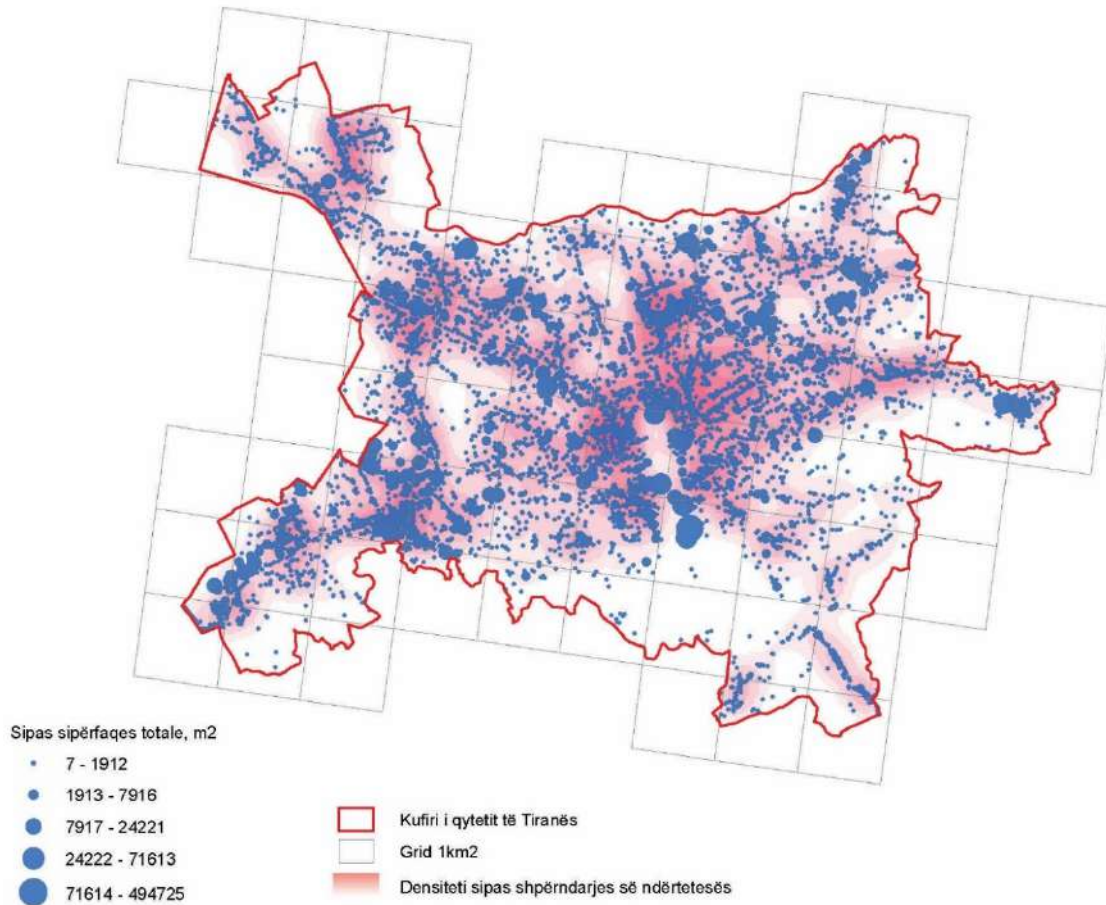 Sipas sipërfaqes totale, m2
7 - 1912
1913 - 7916
7917 - 24221
24222 - 71613
71614 - 494725
Kufiri i qytetit të Tiranës
Grid 1km2
Densiteti sipas shpërndarjes së ndërtetesës